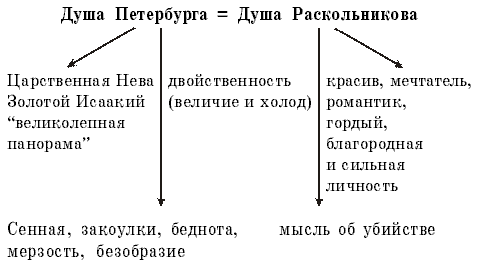 Душа Петербурга = Душа Раскольникова
Царственная Нева
Золотой Исаакий
“великолепная
панорама”
двойственность
(величие и холод)
красив, мечтатель,
романтик,
гордый,
благородная
и сильная
личность
Сенная, закоулки, беднота,
мерзость, безобразие
мысль об убийстве